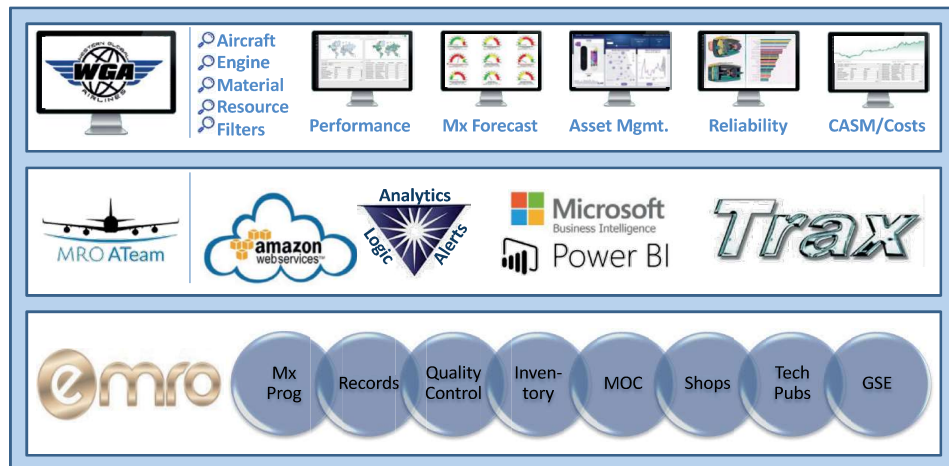 WESTERN GLOBAL
WGA
AIRLINES
Aircraft
Engine
Material
Resource
Filters
Performance
Mx Forecast
Asset Mgmt.
Reliability
CASM/Costs
MRO ATeam
amazon
webservices™
Analytics
Logic
Alerts
Microsoft
Business Intelligence
Power BI
Trax
emro
Mx
Prog
Records
Quality
Control
Inven-
tory
MOC
Shops
Tech
Pubs
GSE